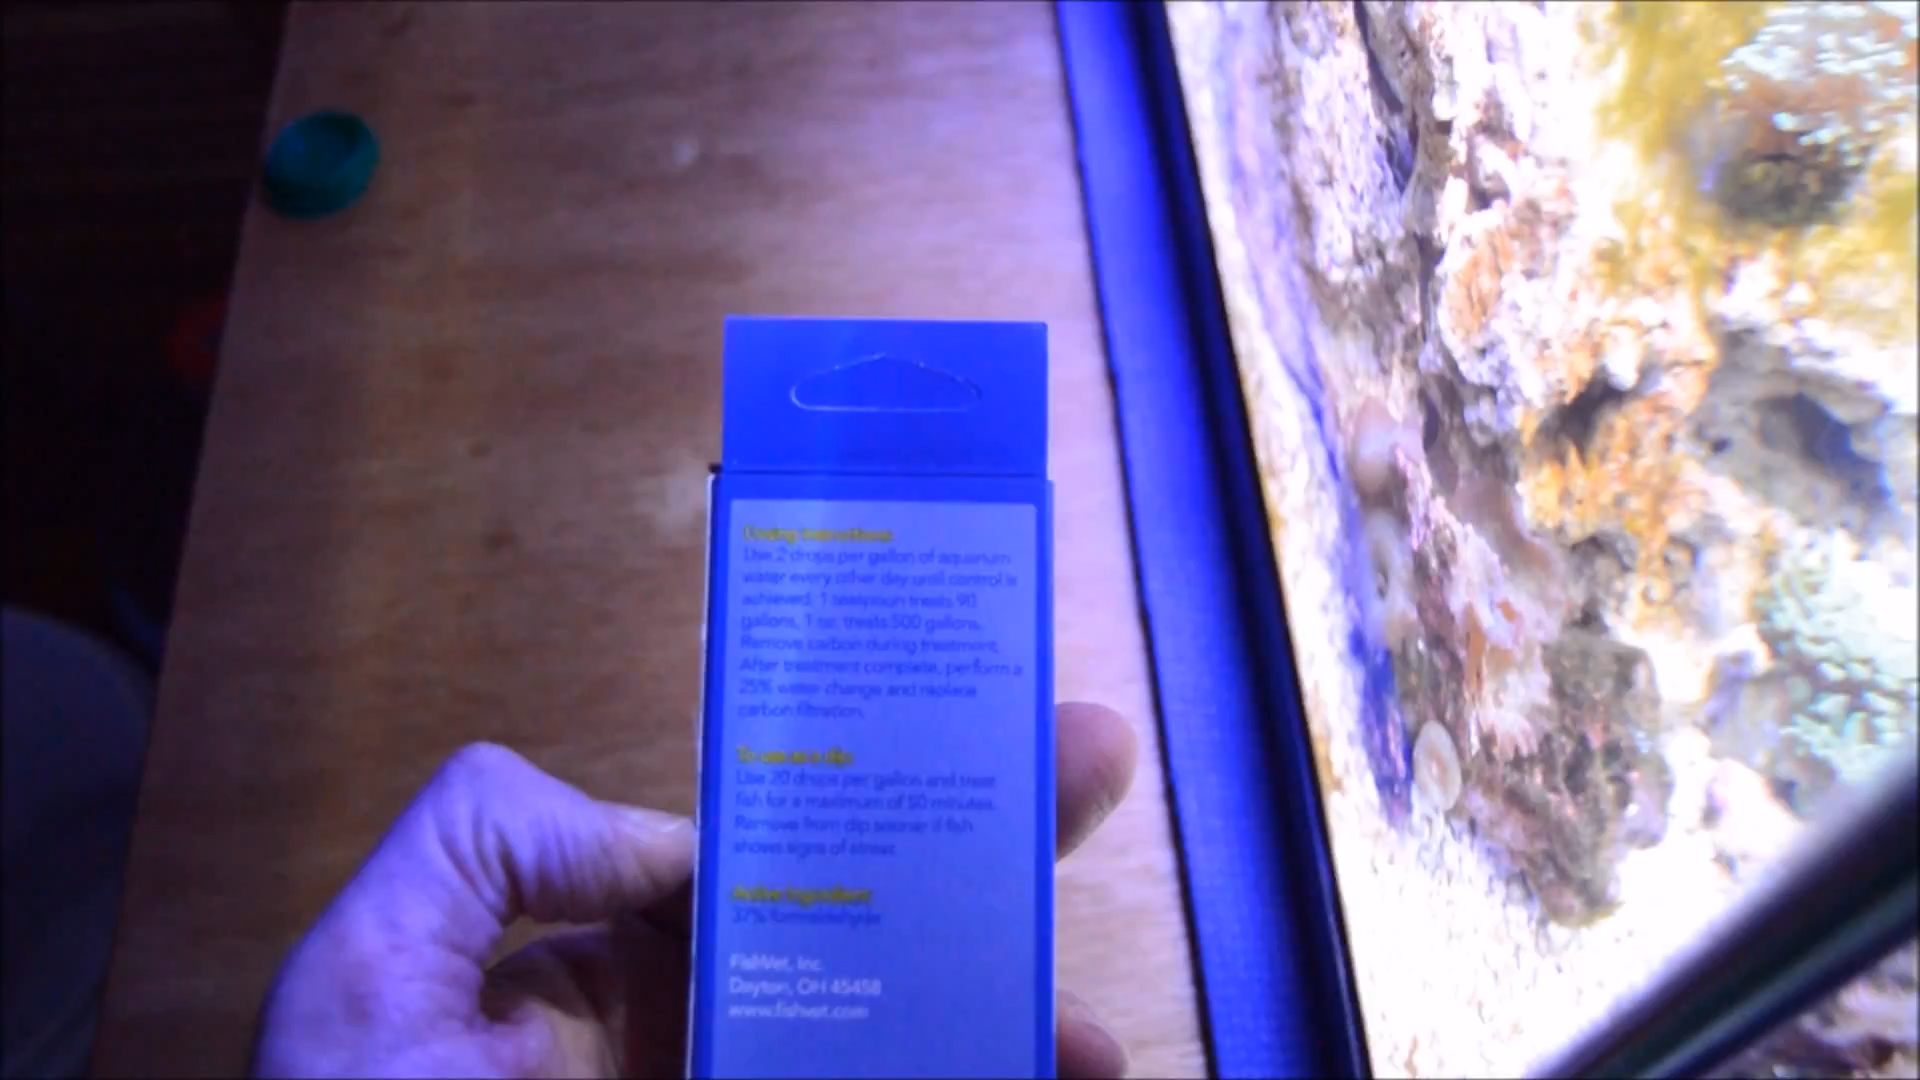 Dosing instructions:
Use 2 drops per gallon of aquarium
water every other day until control is
achieved. 1 teaspoon treats 90
gallons, 1 oz. treats 500 gallons.
Remove carbon during treatment.
After treatment complete, perform a
25% water change and replace
carbon filtration.
To use as a dip:
Use 20 drops per gallon and treat
fish for a maximum of 50 minutes.
Remove from dip sooner if fish
shows signs of stress.
Active ingredient:
37% formaldehyde
FishVet, Inc.
Dayton, OH 45458
www.fishvet.com